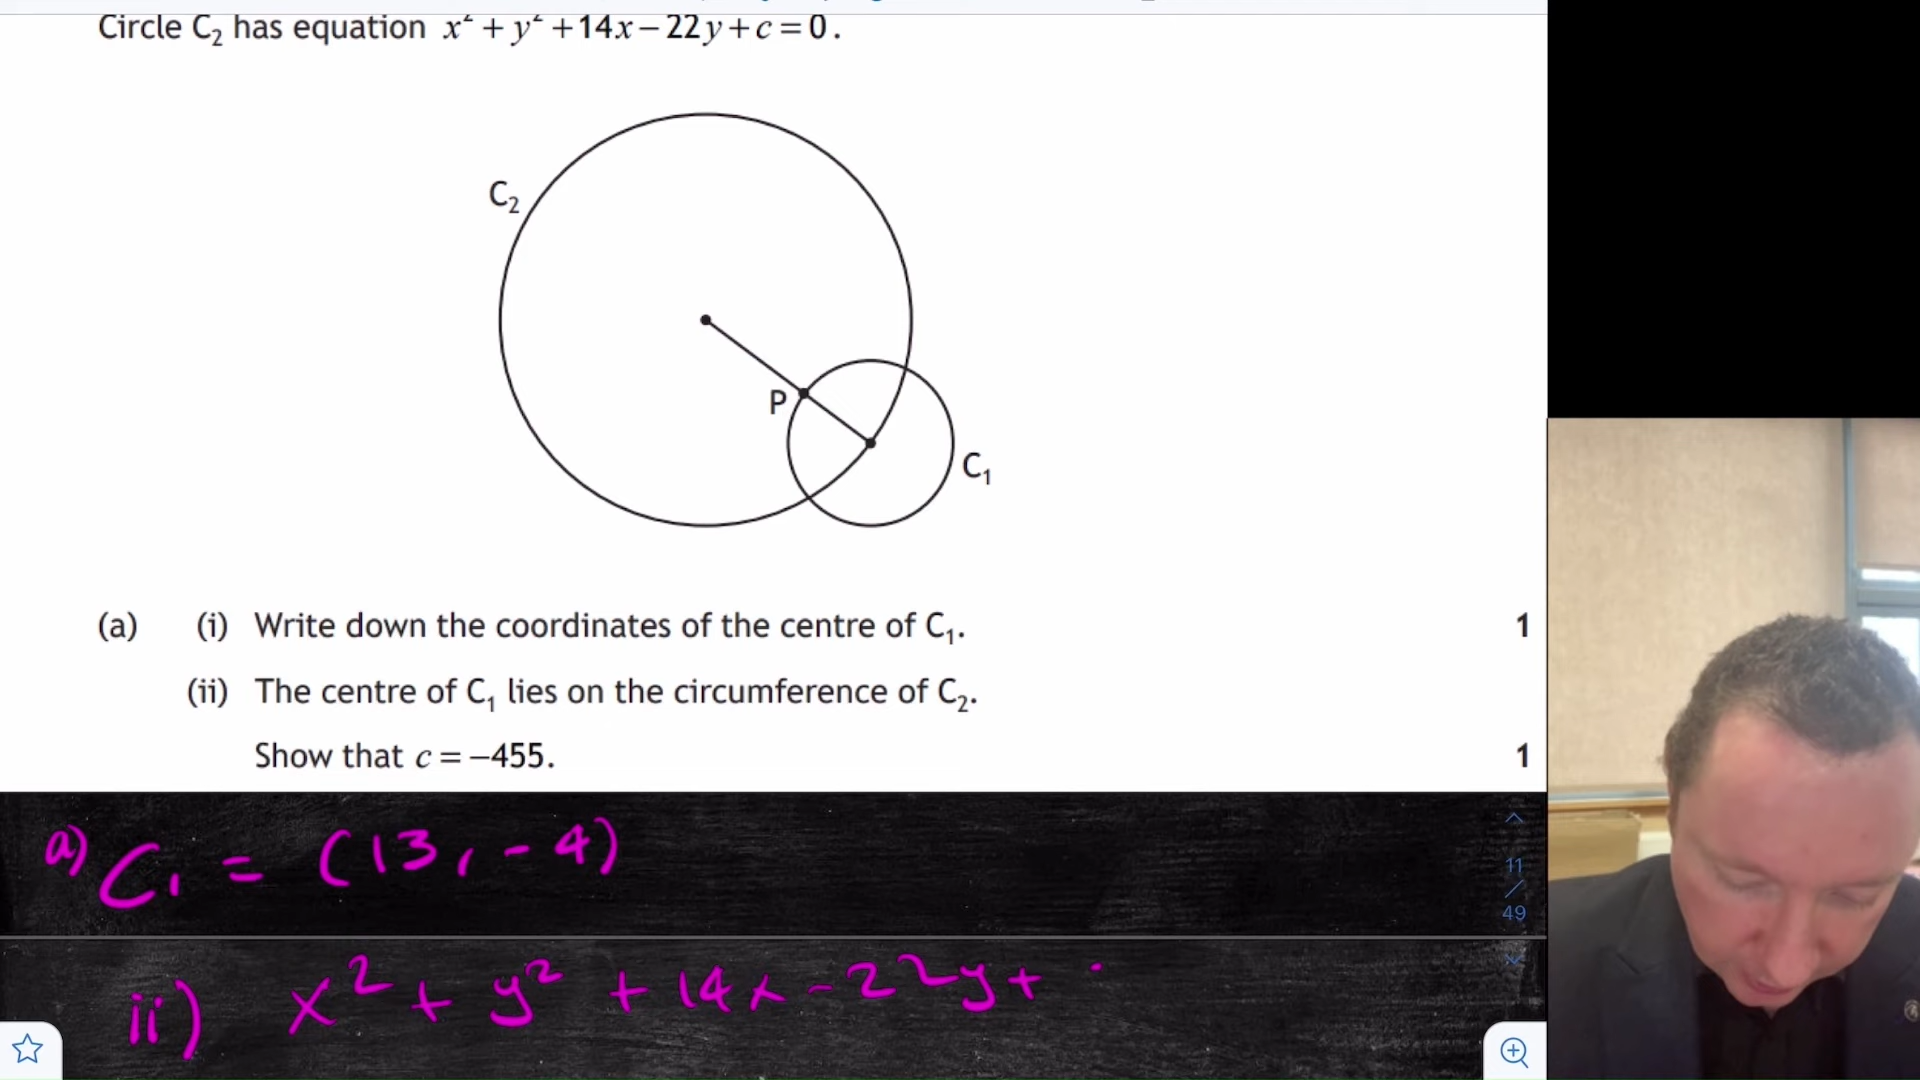 Circle C₂ has equation x² + y² + 14x − 22y + c = 0.
C₂
P
C₁
(a) (i) Write down the coordinates of the centre of C₁. 1
(ii) The centre of C₁ lies on the circumference of C₂.
Show that c = −455. 1
a) C₁ = (13, −4)
11
/
49
ii) x² + y² + 14x − 22y +